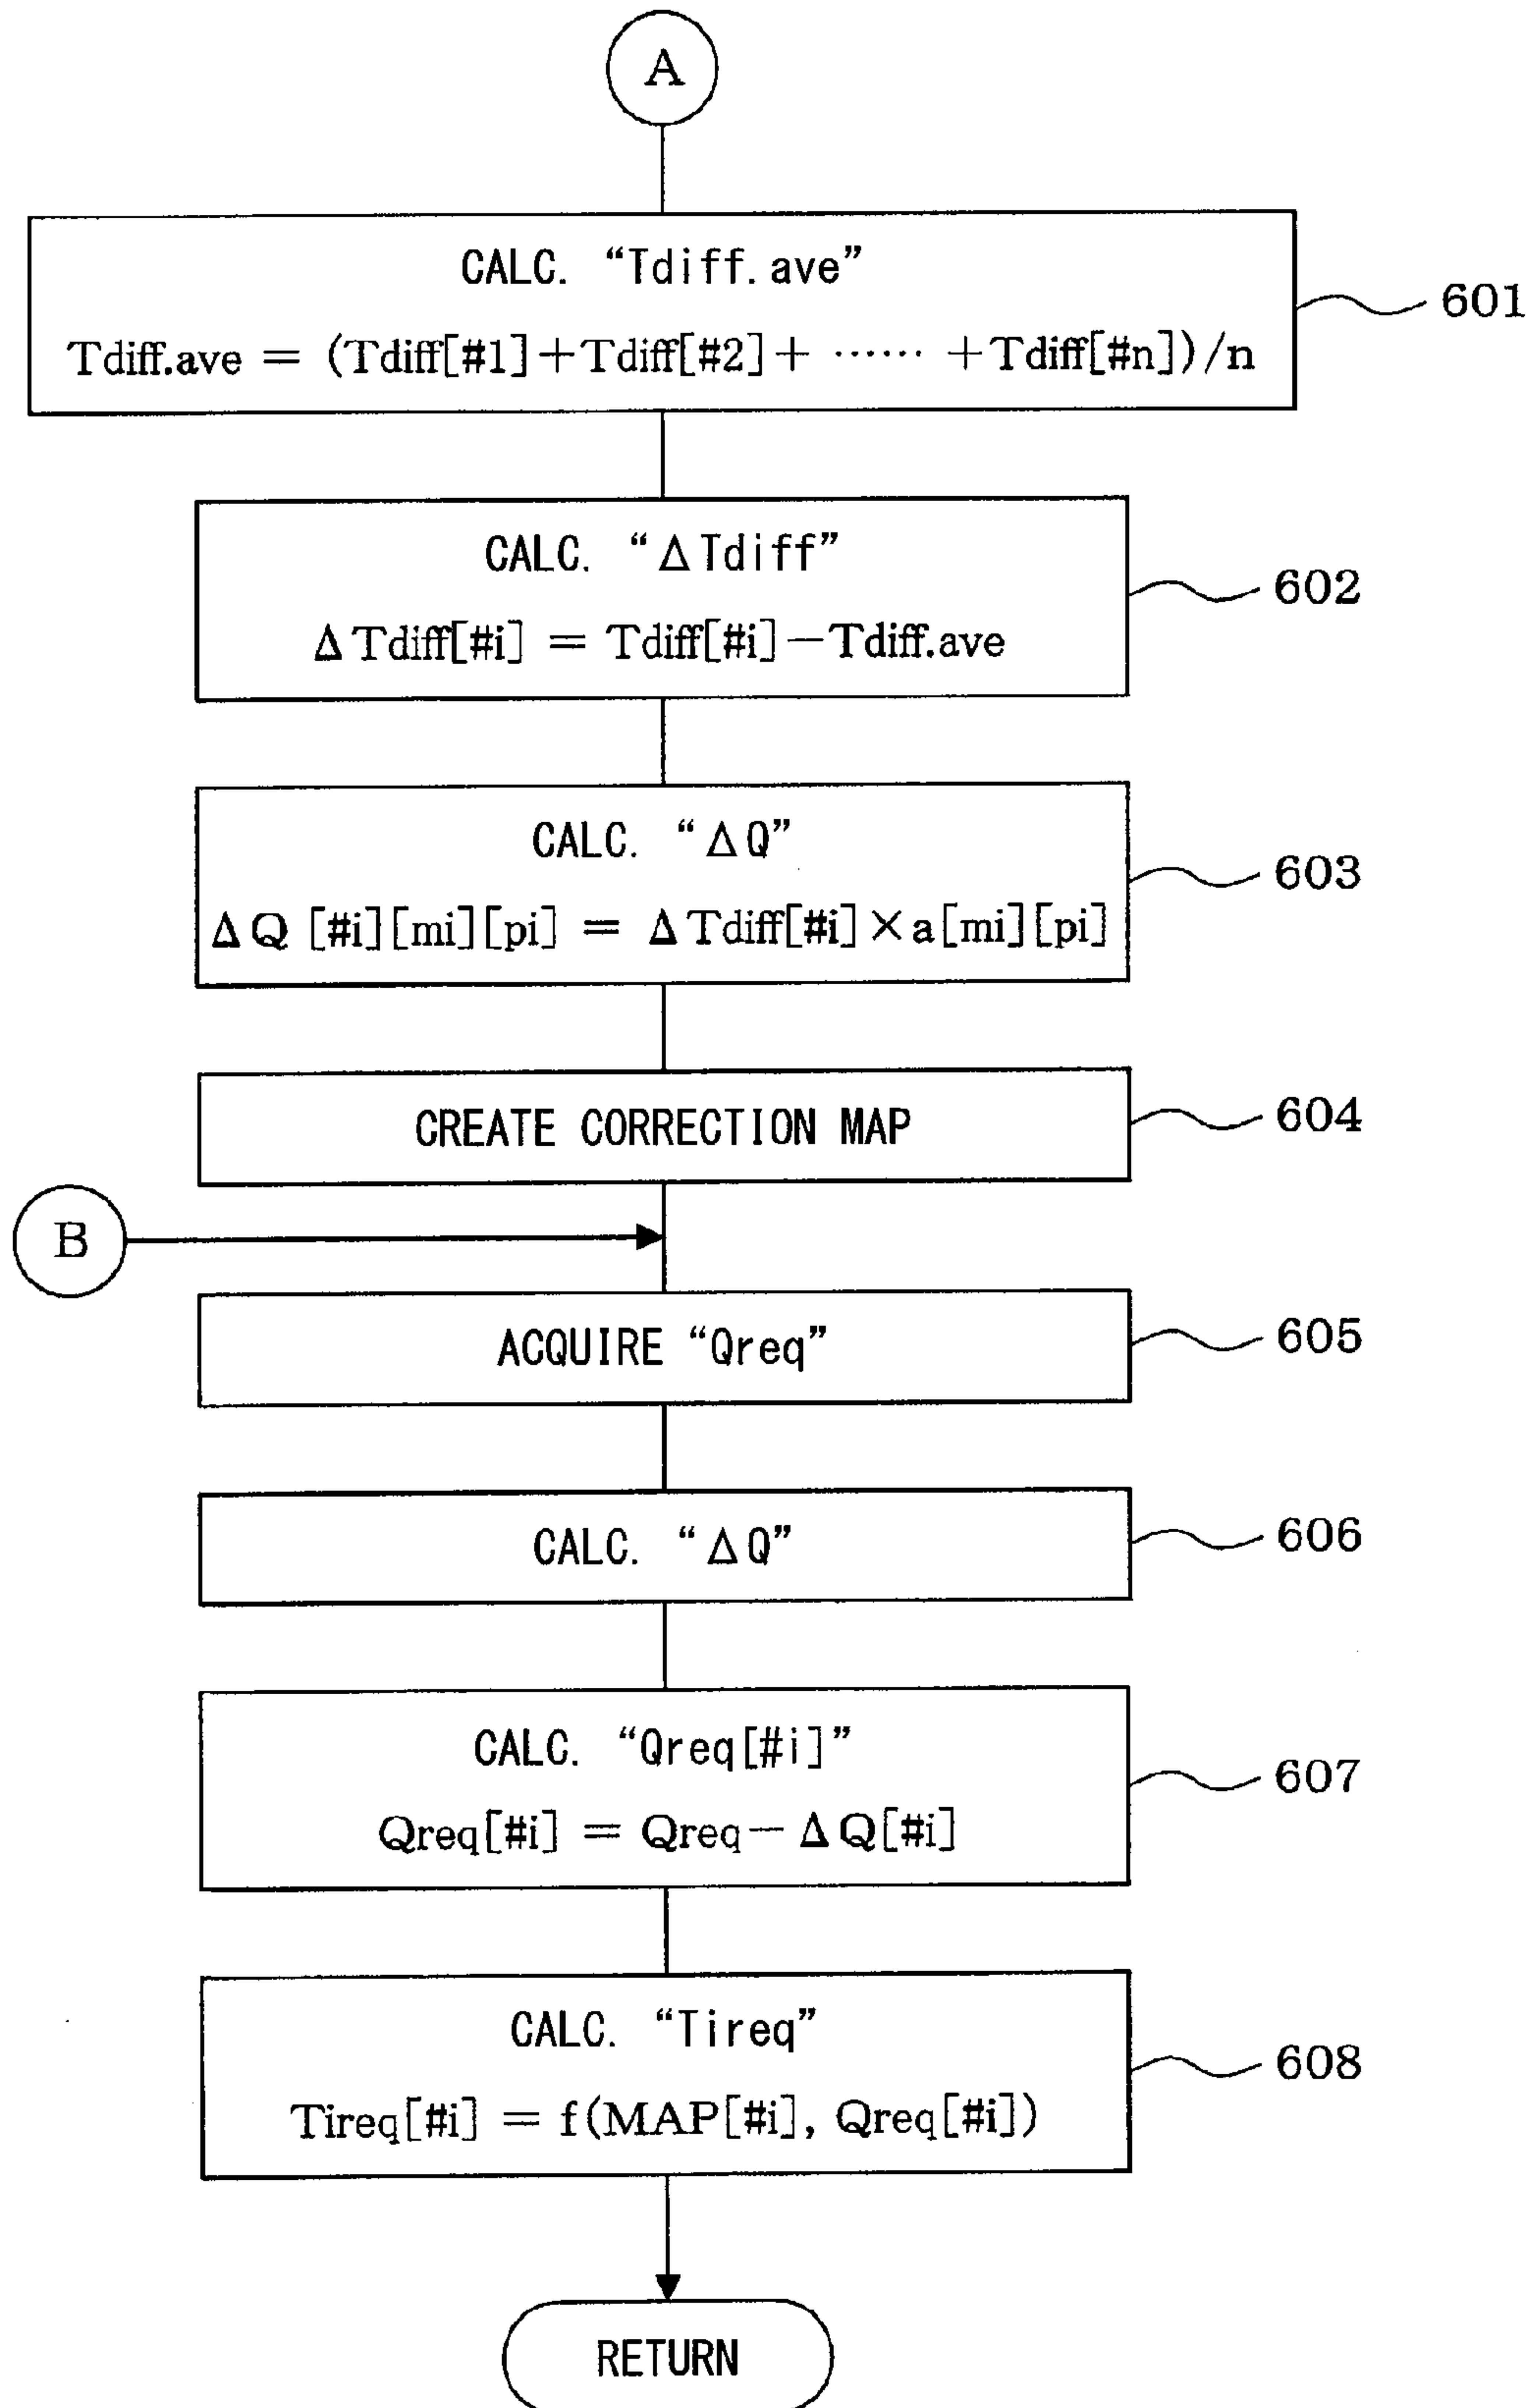 A
CALC. “Tdiff.ave”
Tdiff.ave = (Tdiff[#1]+Tdiff[#2]+ ······ +Tdiff[#n])/n
601
CALC. “ΔTdiff”
ΔTdiff[#i] = Tdiff[#i]−Tdiff.ave
602
CALC. “ΔQ”
ΔQ [#i][mi][pi] = ΔTdiff[#i]×a[mi][pi]
603
CREATE CORRECTION MAP
604
B
ACQUIRE “Qreq”
605
CALC. “ΔQ”
606
CALC. “Qreq[#i]”
Qreq[#i] = Qreq− ΔQ[#i]
607
CALC. “Tireq”
Tireq[#i] = f(MAP[#i], Qreq[#i])
608
RETURN